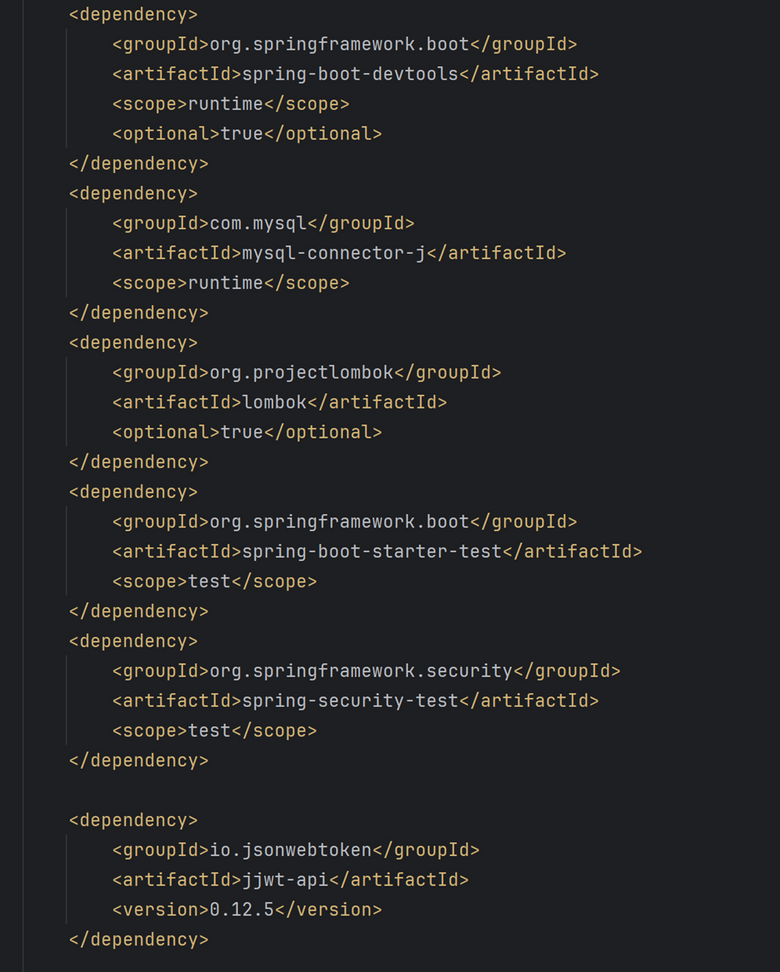 <dependency>
<groupId>org.springframework.boot</groupId>
<artifactId>spring-boot-devtools</artifactId>
<scope>runtime</scope>
<optional>true</optional>
</dependency>
<dependency>
<groupId>com.mysql</groupId>
<artifactId>mysql-connector-j</artifactId>
<scope>runtime</scope>
</dependency>
<dependency>
<groupId>org.projectlombok</groupId>
<artifactId>lombok</artifactId>
<optional>true</optional>
</dependency>
<dependency>
<groupId>org.springframework.boot</groupId>
<artifactId>spring-boot-starter-test</artifactId>
<scope>test</scope>
</dependency>
<dependency>
<groupId>org.springframework.security</groupId>
<artifactId>spring-security-test</artifactId>
<scope>test</scope>
</dependency>
<dependency>
<groupId>io.jsonwebtoken</groupId>
<artifactId>jjwt-api</artifactId>
<version>0.12.5</version>
</dependency>